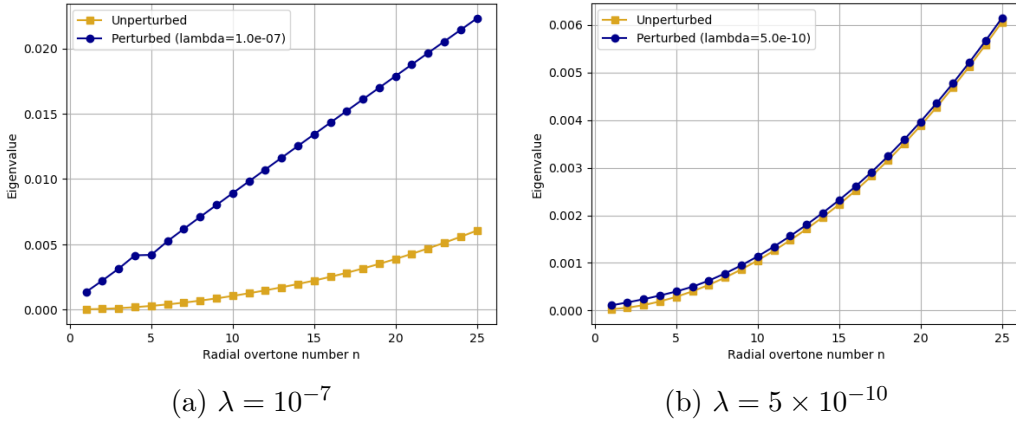 Unperturbed
Perturbed (lambda=1.0e-07)
0.020
0.015
0.010
0.005
0.000
Eigenvalue
0
5
10
15
20
25
Radial overtone number n
(a) λ = 10⁻⁷
Unperturbed
Perturbed (lambda=5.0e-10)
0.006
0.005
0.004
0.003
0.002
0.001
0.000
Eigenvalue
0
5
10
15
20
25
Radial overtone number n
(b) λ = 5 × 10⁻¹⁰